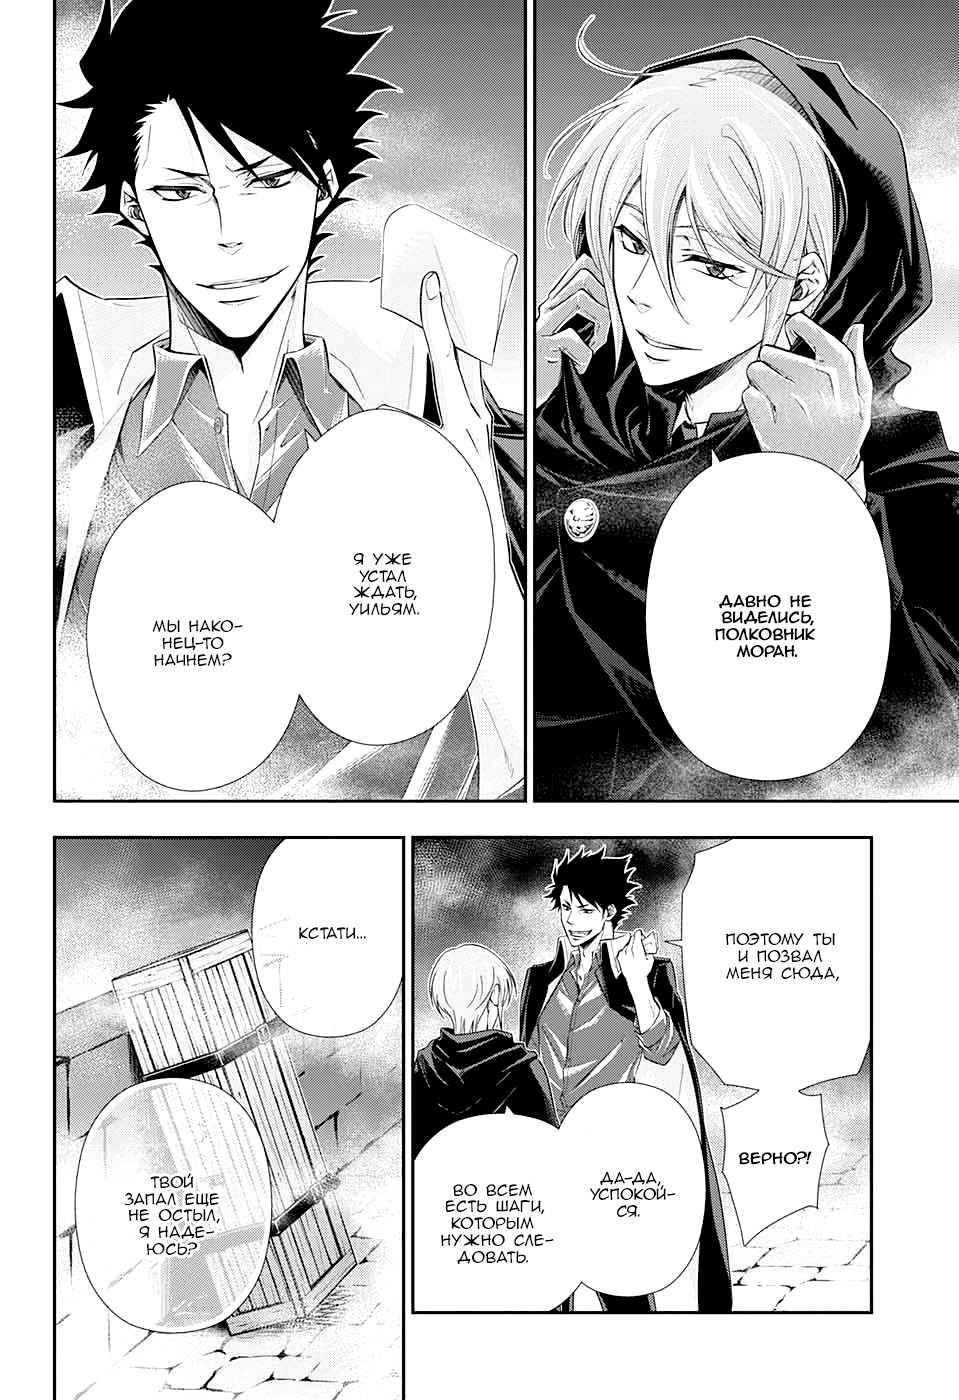 ДАВНО НЕ
ВИДЕЛИСЬ,
ПОЛКОВНИК
МОРАН.
Я УЖЕ
УСТАЛ
ЖДАТЬ,
УИЛЬЯМ.
МЫ НАКО-
НЕЦ-ТО
НАЧНЕМ?
ПОЭТОМУ ТЫ
И ПОЗВАЛ
МЕНЯ СЮДА,
ВЕРНО?!
ДА-ДА,
УСПОКОЙ-
СЯ.
ВО ВСЕМ
ЕСТЬ ШАГИ,
КОТОРЫМ
НУЖНО СЛЕ-
ДОВАТЬ.
КСТАТИ...
ТВОЙ
ЗАПАЛ ЕЩЕ
НЕ ОСТЫЛ,
Я НАДЕ-
ЮСЬ?